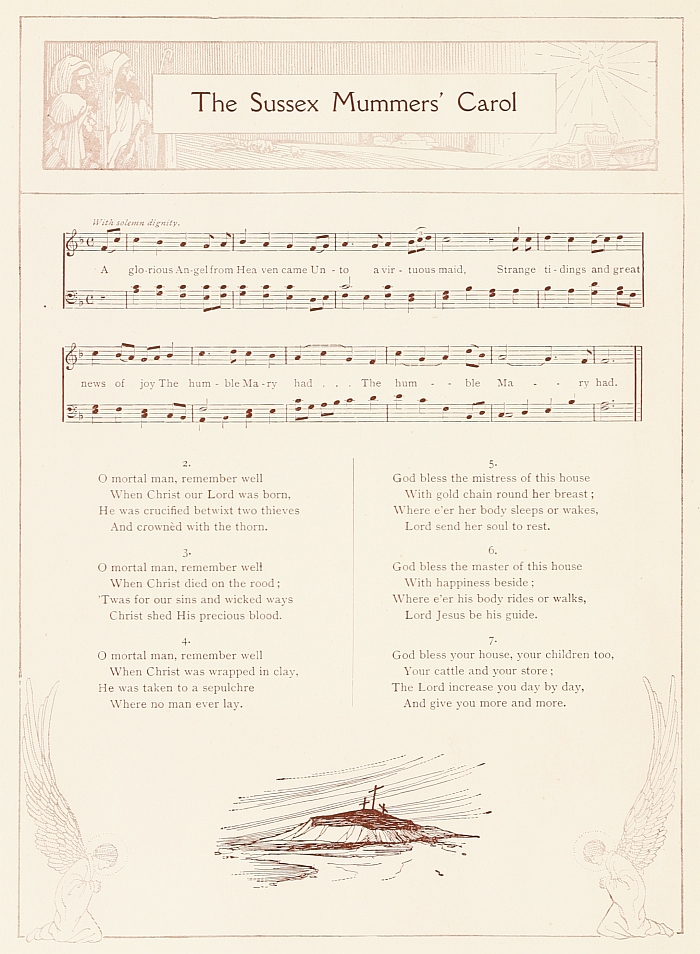 The Sussex Mummers' Carol
With solemn dignity.
A glo-rious An-gel from Hea ven came Un - to a vir - tuous maid, Strange ti - dings and great
news of joy The hum - ble Ma - ry had . . . The hum - - ble Ma - - ry had.
2.
O mortal man, remember well
When Christ our Lord was born,
He was crucified betwixt two thieves
And crownèd with the thorn.
3.
O mortal man, remember well
When Christ died on the rood;
'Twas for our sins and wicked ways
Christ shed His precious blood.
4.
O mortal man, remember well
When Christ was wrapped in clay,
He was taken to a sepulchre
Where no man ever lay.
5.
God bless the mistress of this house
With gold chain round her breast;
Where e'er her body sleeps or wakes,
Lord send her soul to rest.
6.
God bless the master of this house
With happiness beside;
Where e'er his body rides or walks,
Lord Jesus be his guide.
7.
God bless your house, your children too,
Your cattle and your store;
The Lord increase you day by day,
And give you more and more.